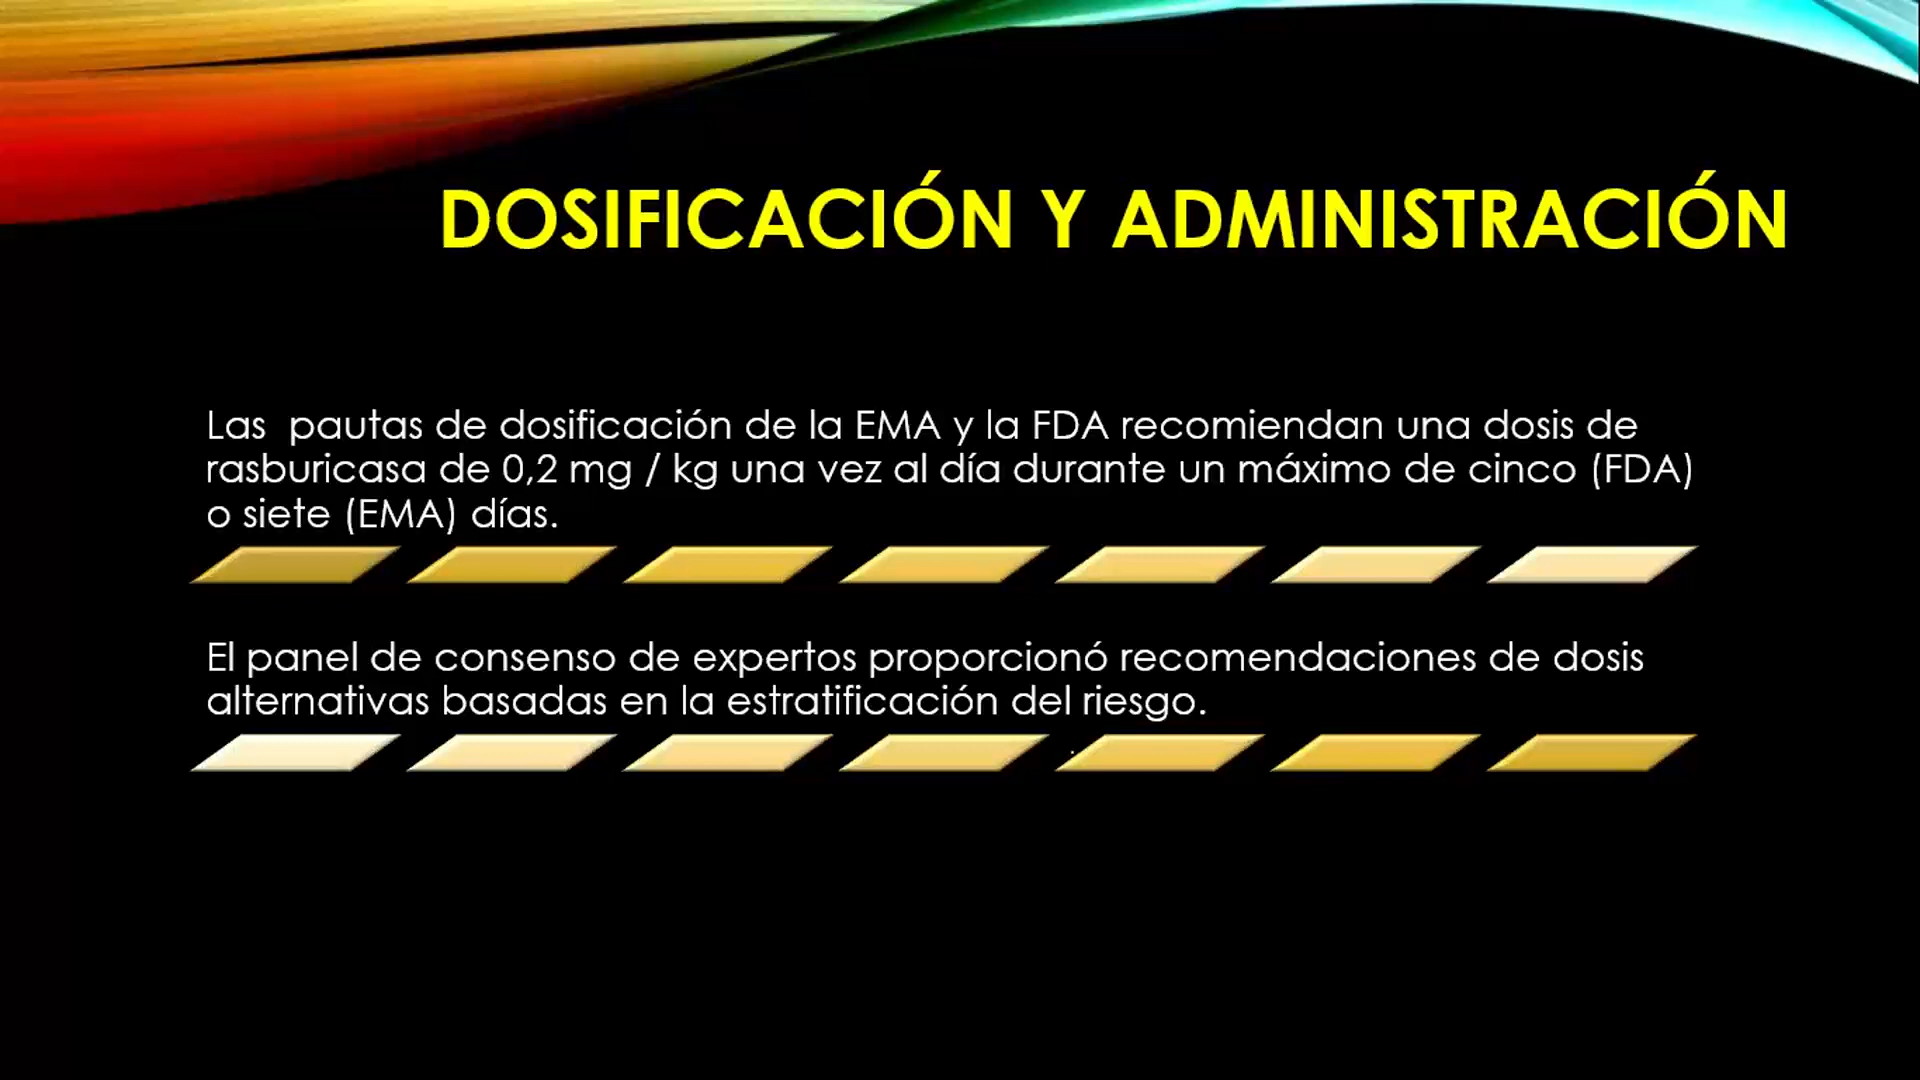 DOSIFICACIÓN Y ADMINISTRACIÓN
Las  pautas de dosificación de la EMA y la FDA recomiendan una dosis de
rasburicasa de 0,2 mg / kg una vez al día durante un máximo de cinco (FDA)
o siete (EMA) días.
El panel de consenso de expertos proporcionó recomendaciones de dosis
alternativas basadas en la estratificación del riesgo.